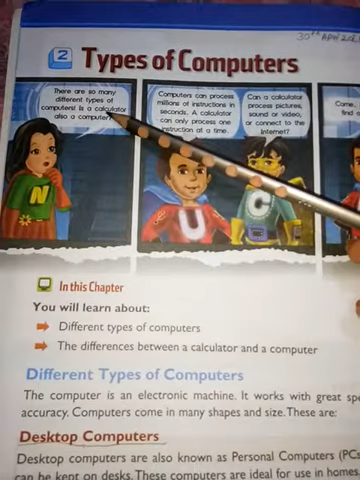 30th
2 Types of Computers
There are so many
different types of
computers! Is a calculator
also a computer?
Computers can process
millions of instructions in
seconds. A calculator
can only process one
instruction at a time.
Can a calculator
process pictures,
sound or video,
or connect to the
Internet?
Come,
find o
N
U
C
In this Chapter
You will learn about:
Different types of computers
The differences between a calculator and a computer
Different Types of Computers
The computer is an electronic machine. It works with great spe
accuracy. Computers come in many shapes and size. These are:
Desktop Computers
Desktop computers are also known as Personal Computers (PCs
can be kept on desks. These computers are ideal for use in homes,